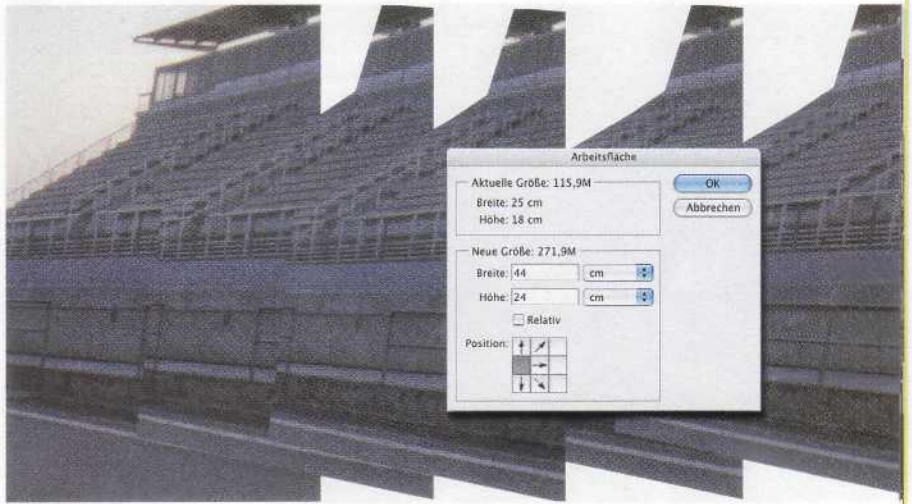 Arbeitsfläche
Aktuelle Größe: 115,9M
Breite: 25 cm
Höhe: 18 cm
OK
Abbrechen
Neue Größe: 271,9M
Breite: 44 cm
Höhe: 24 cm
Relativ
Position: